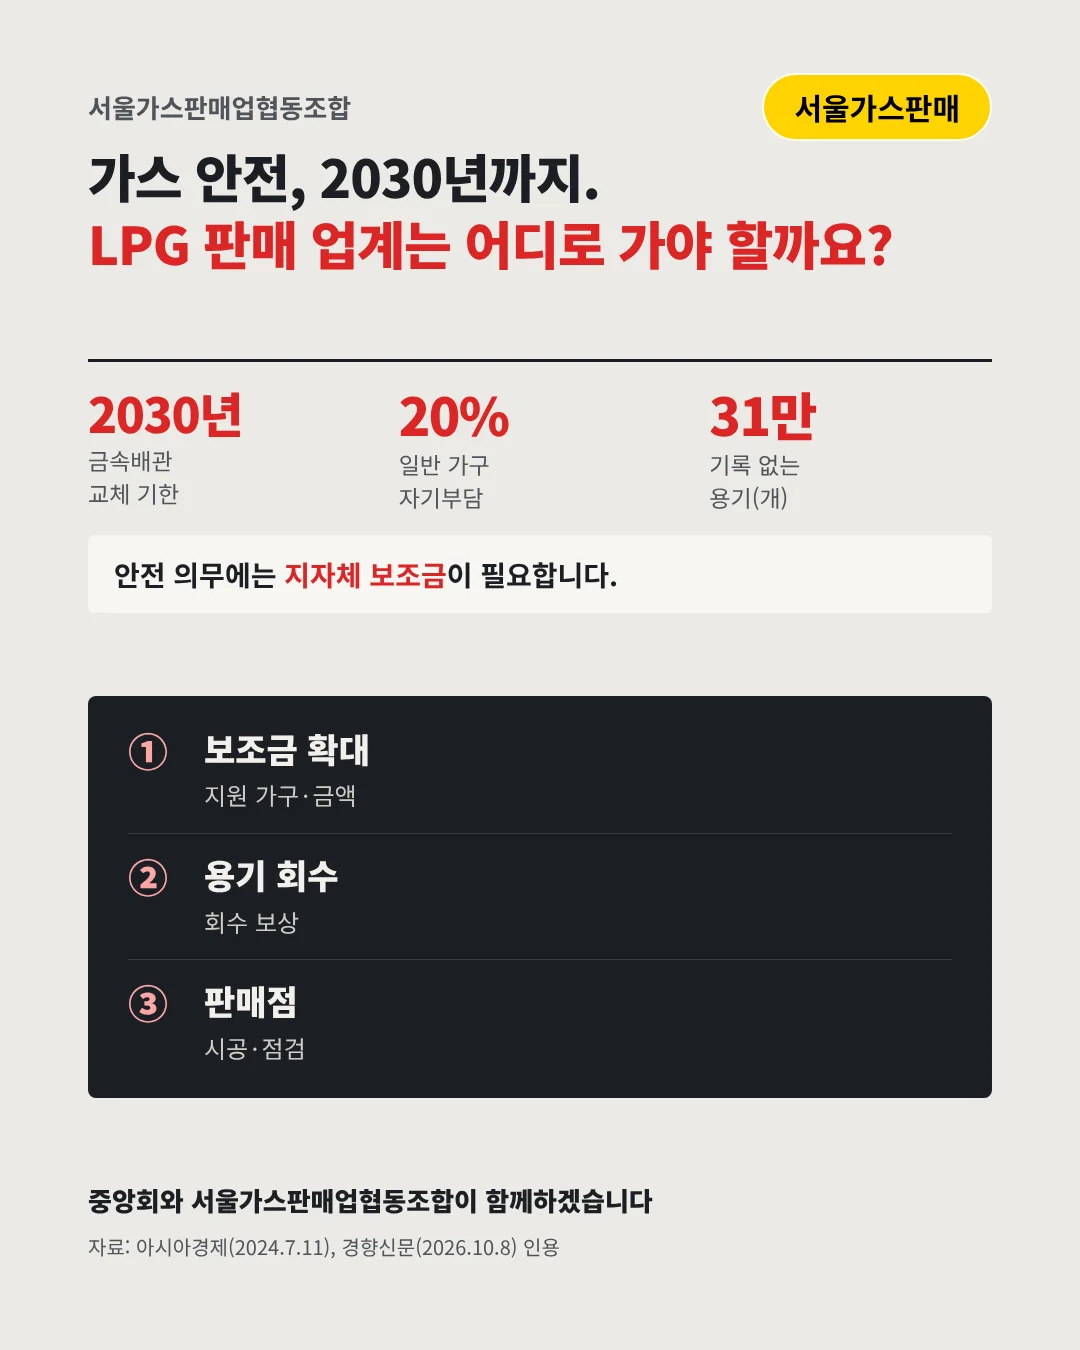 서울가스판매업협동조합
서울가스판매
가스 안전, 2030년까지.
LPG 판매 업계는 어디로 가야 할까요?
2030년
금속배관
교체 기한
20%
일반 가구
자기부담
31만
기록 없는
용기(개)
안전 의무에는 지자체 보조금이 필요합니다.
① 보조금 확대
지원 가구·금액
② 용기 회수
회수 보상
③ 판매점
시공·점검
중앙회와 서울가스판매업협동조합이 함께하겠습니다
자료: 아시아경제(2024.7.11), 경향신문(2026.10.8) 인용